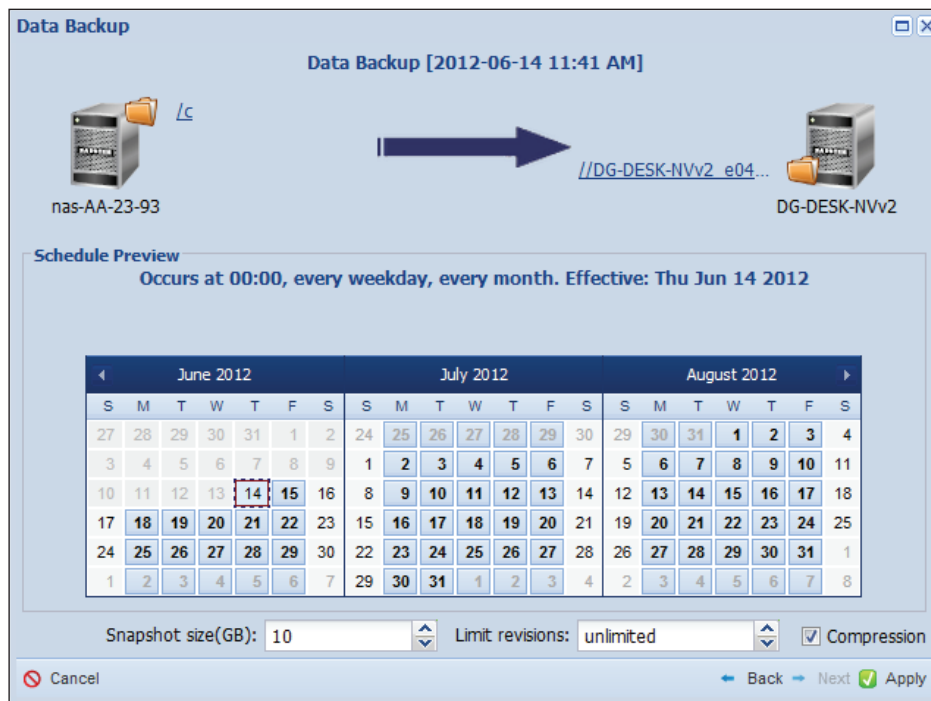 Data Backup
Data Backup [2012-06-14 11:41 AM]
/c
//DG-DESK-NVv2_e04...
nas-AA-23-93
DG-DESK-NVv2
Schedule Preview
Occurs at 00:00, every weekday, every month. Effective: Thu Jun 14 2012
June 2012 July 2012 August 2012
S M T W T F S S M T W T F S S M T W T F S
27 28 29 30 31 1 2 24 25 26 27 28 29 30 29 30 31 1 2 3 4
3 4 5 6 7 8 9 1 2 3 4 5 6 7 5 6 7 8 9 10 11
10 11 12 13 14 15 16 8 9 10 11 12 13 14 12 13 14 15 16 17 18
17 18 19 20 21 22 23 15 16 17 18 19 20 21 19 20 21 22 23 24 25
24 25 26 27 28 29 30 22 23 24 25 26 27 28 26 27 28 29 30 31 1
1 2 3 4 5 6 7 29 30 31 1 2 3 4 2 3 4 5 6 7 8
Snapshot size(GB): 10 Limit revisions: unlimited Compression
Cancel Back Next Apply